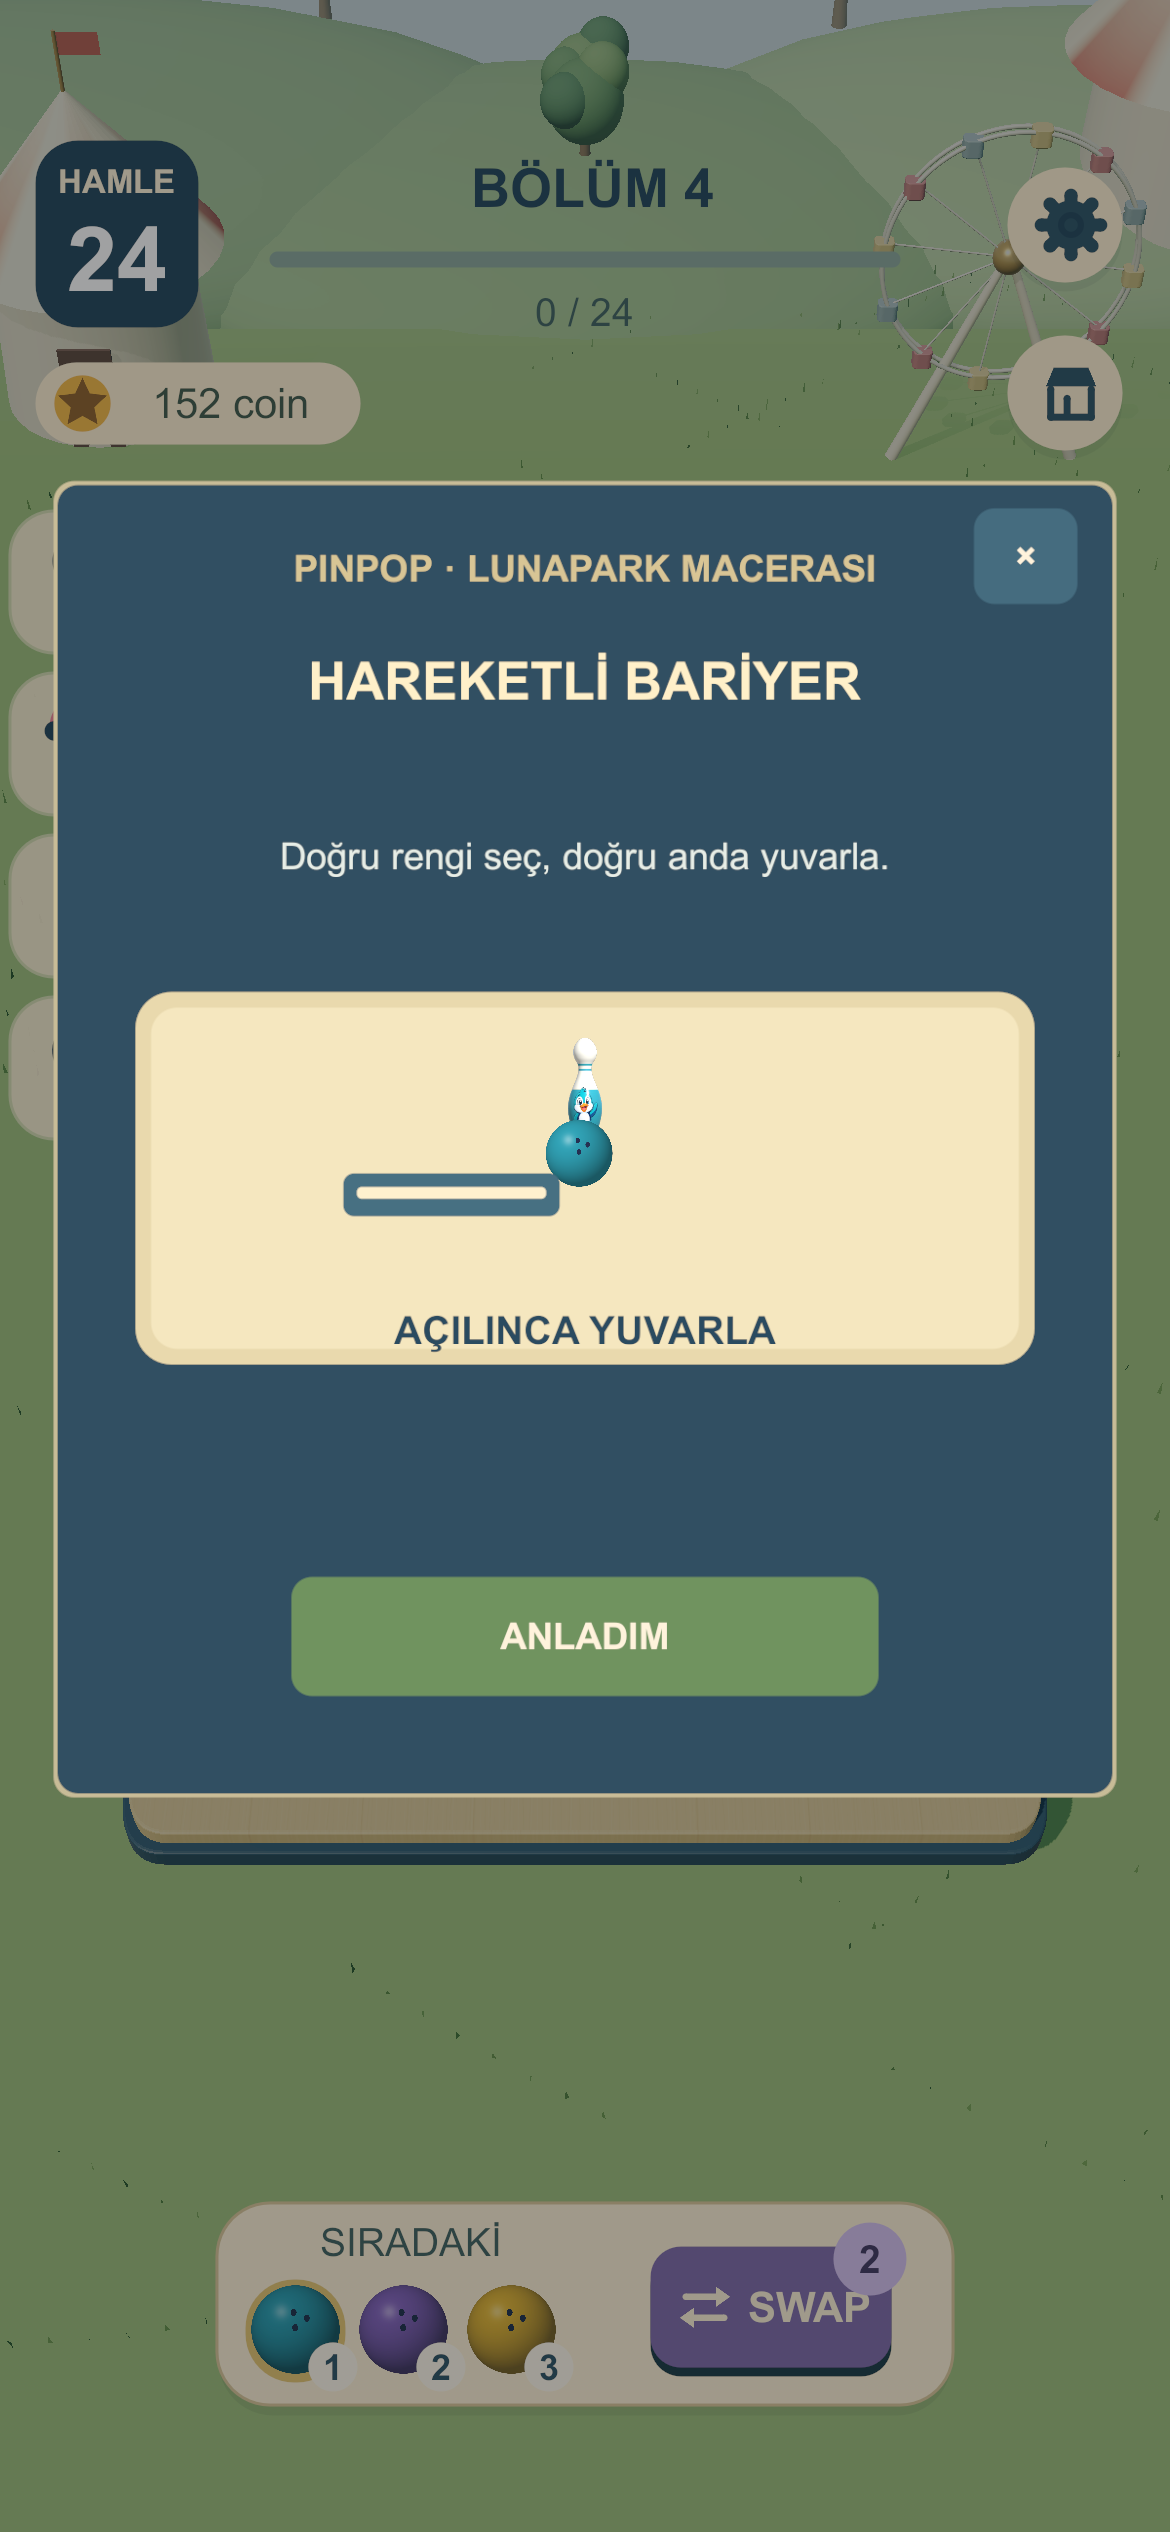 HAMLE
24
BÖLÜM 4
0 / 24
152 coin
PINPOP · LUNAPARK MACERASI
×
HAREKETLİ BARİYER
Doğru rengi seç, doğru anda yuvarla.
AÇILINCA YUVARLA
ANLADIM
SIRADAKİ
1
2
3
SWAP
2